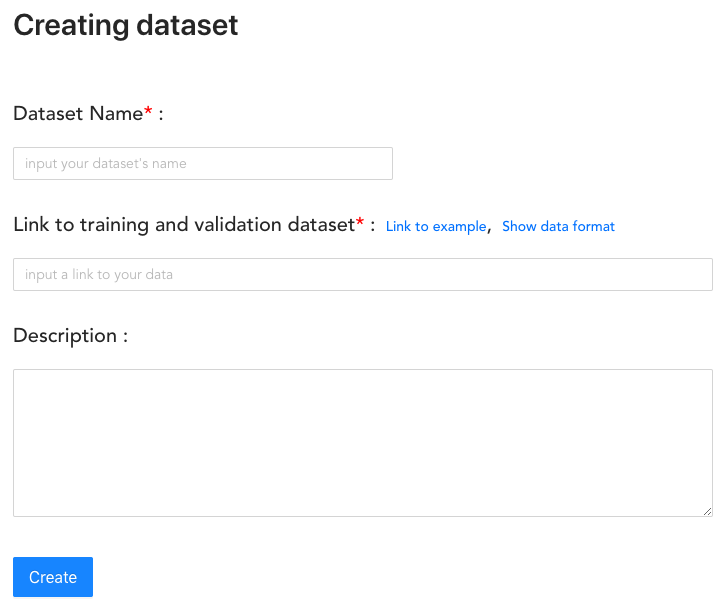 Creating dataset
Dataset Name* :
input your dataset's name
Link to training and validation dataset* : Link to example, Show data format
input a link to your data
Description :
Create